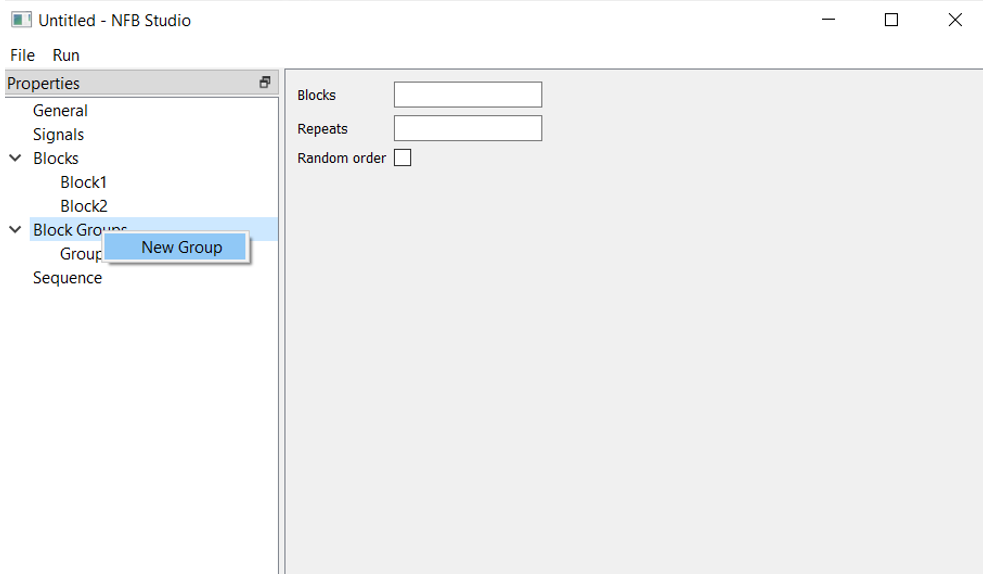 Untitled - NFB Studio
File Run
Properties
General
Signals
Blocks
Block1
Block2
Block Groups
New Group
Group
Sequence
Blocks
Repeats
Random order